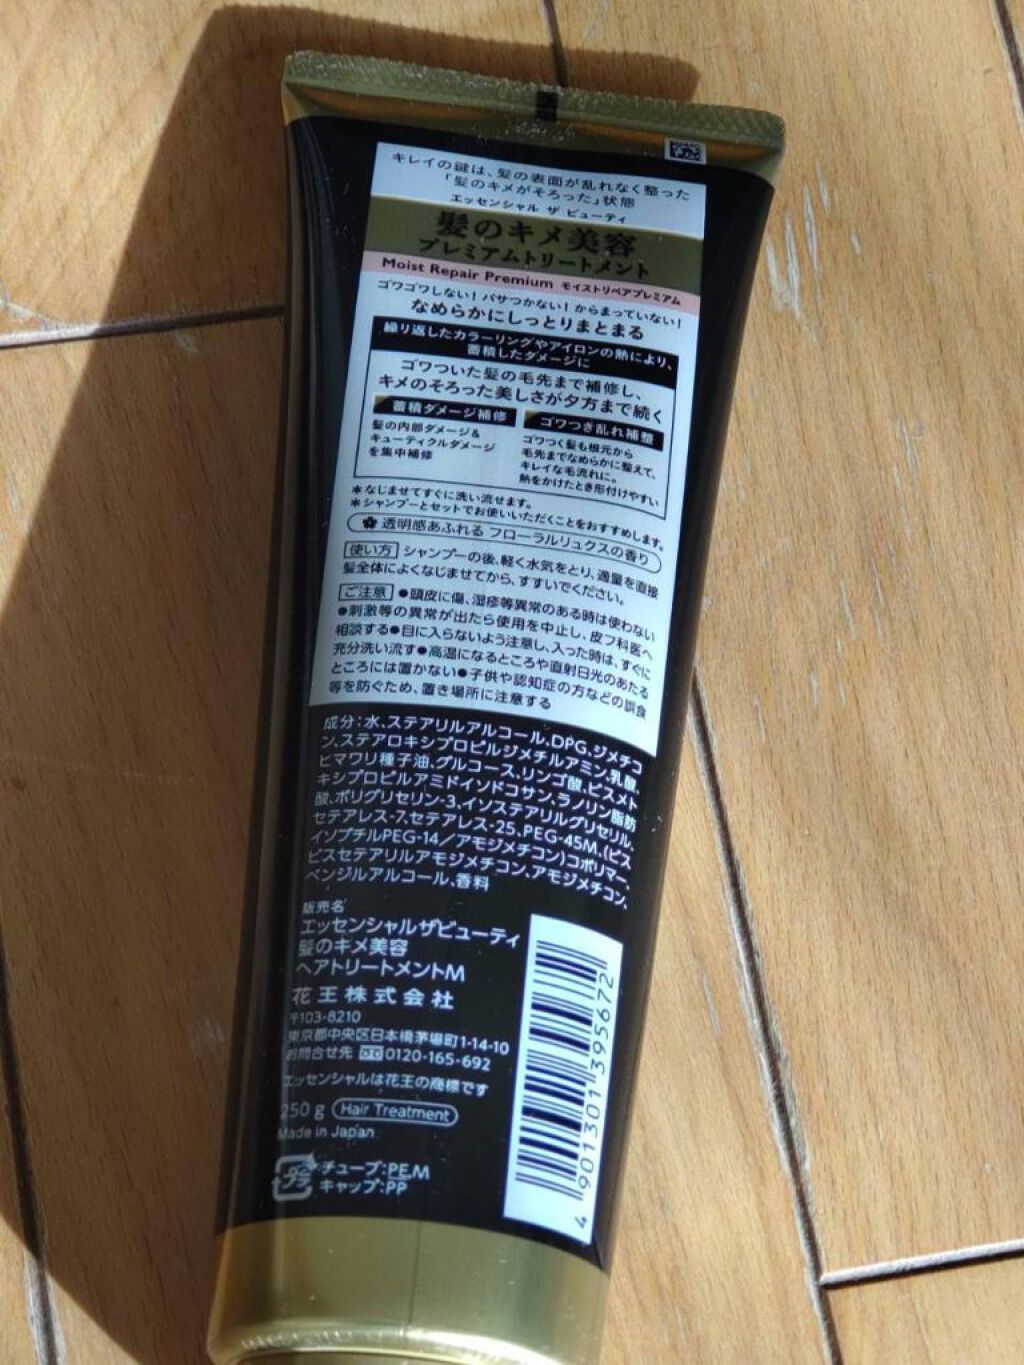 キレイの鍵は、髪の表面が乱れなく整った
「髪のキメがそろった」状態
エッセンシャル ザ ビューティ
髪のキメ美容
プレミアムトリートメント
Moist Repair Premium モイストリペアプレミアム
ゴワゴワしない！パサつかない！からまっていない！
なめらかにしっとりまとまる
繰り返したカラーリングやアイロンの熱により、
蓄積したダメージに
ゴワついた髪の毛先まで補修し、
キメのそろった美しさが夕方まで続く
蓄積ダメージ補修
髪の内部ダメージ&
キューティクルダメージ
を集中補修
ゴワつき乱れ補整
ゴワつく髪も根元から
毛先までなめらかに整えて、
キレイな毛流れに。
熱をかけたとき形付けやすい
＊なじませてすぐに洗い流せます。
＊シャンプーとセットでお使いいただくことをおすすめします。
透明感あふれる フローラルリュクスの香り
使い方 シャンプーの後、軽く水気をとり、適量を直接
髪全体によくなじませてから、すすいでください。
ご注意 ●頭皮に傷、湿疹等異常のある時は使わない
●刺激等の異常が出たら使用を中止し、皮フ科医へ
相談する●目に入らないよう注意し、入った時は、すぐに
充分洗い流す●高温になるところや直射日光のあたる
ところには置かない●子供や認知症の方などの誤食
等を防ぐため、置き場所に注意する
成分：水、ステアリルアルコール、DPG、ジメチコ
ン、ステアロキシプロピルジメチルアミン、乳酸、
ヒマワリ種子油、グルコース、リンゴ酸、ビスメト
キシプロピルアミドイソドコサン、ラノリン脂肪
酸、ポリグリセリン-3、イソステアリルグリセリル、
セテアレス-7、セテアレス-25、PEG-45M、(ビス
イソブチルPEG-14／アモジメチコン)コポリマー、
ビスセテアリルアモジメチコン、アモジメチコン、
ベンジルアルコール、香料
販売名
エッセンシャルザビューティ
髪のキメ美容
ヘアトリートメントM
花王株式会社
〒103-8210
東京都中央区日本橋茅場町1-14-10
お問合せ先 0120-165-692
エッセンシャルは花王の商標です
250 g Hair Treatment
Made in Japan
プラ チューブ:PE,M
キャップ:PP
4 901301 395672